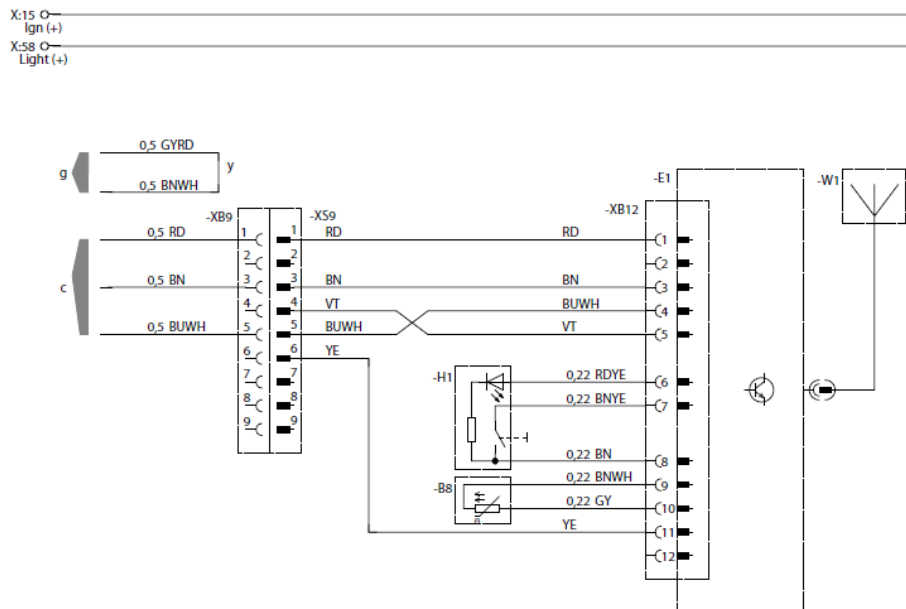 X:15
Ign (+)
X:58
Light (+)
0,5 GYRD
g
y
0,5 BNWH
-E1
-W1
-XB9
-XS9
-XB12
0,5 RD
1
1
RD
RD
1
2
2
2
c
0,5 BN
3
3
BN
BN
3
4
4
VT
BUWH
4
0,5 BUWH
5
5
BUWH
VT
5
6
6
YE
7
7
-H1
0,22 RDYE
6
8
8
0,22 BNYE
7
9
9
0,22 BN
8
-B8
0,22 BNWH
9
0,22 GY
10
YE
11
12